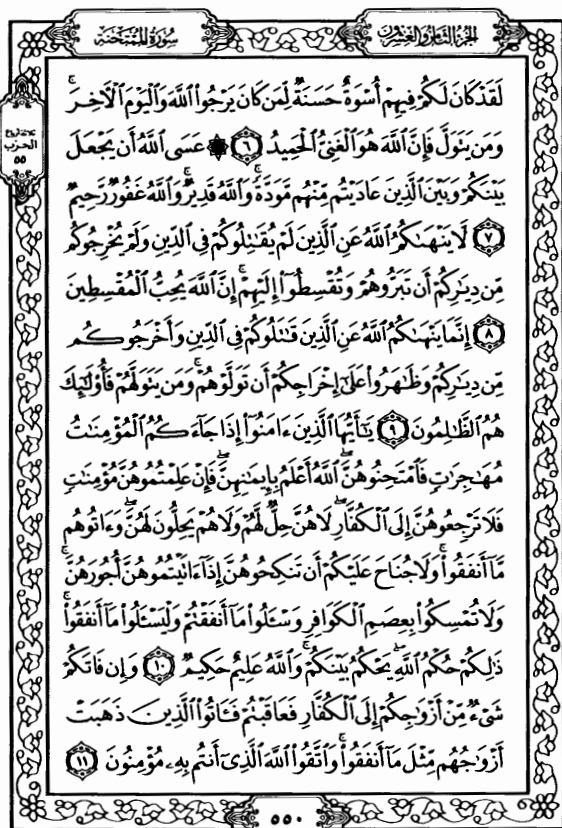 الجزء الثامن والعشرون
سورة الممتحنة
لَقَدْ كَانَ لَكُمْ فِيهِمْ أُسْوَةٌ حَسَنَةٌ لِّمَن كَانَ يَرْجُوا۟ ٱللَّهَ وَٱلْيَوْمَ ٱلْءَاخِرَ ۚ
وَمَن يَتَوَلَّ فَإِنَّ ٱللَّهَ هُوَ ٱلْغَنِىُّ ٱلْحَمِيدُ ٦ ۞ عَسَى ٱللَّهُ أَن يَجْعَلَ
بَيْنَكُمْ وَبَيْنَ ٱلَّذِينَ عَادَيْتُم مِّنْهُم مَّوَدَّةً ۚ وَٱللَّهُ قَدِيرٌ ۚ وَٱللَّهُ غَفُورٌ رَّحِيمٌ
٧ لَّا يَنْهَىٰكُمُ ٱللَّهُ عَنِ ٱلَّذِينَ لَمْ يُقَٰتِلُوكُمْ فِى ٱلدِّينِ وَلَمْ يُخْرِجُوكُم
مِّن دِيَٰرِكُمْ أَن تَبَرُّوهُمْ وَتُقْسِطُوٓا۟ إِلَيْهِمْ ۚ إِنَّ ٱللَّهَ يُحِبُّ ٱلْمُقْسِطِينَ
٨ إِنَّمَا يَنْهَىٰكُمُ ٱللَّهُ عَنِ ٱلَّذِينَ قَٰتَلُوكُمْ فِى ٱلدِّينِ وَأَخْرَجُوكُم
مِّن دِيَٰرِكُمْ وَظَٰهَرُوا۟ عَلَىٰٓ إِخْرَاجِكُمْ أَن تَوَلَّوْهُمْ ۚ وَمَن يَتَوَلَّهُمْ فَأُو۟لَٰٓئِكَ
هُمُ ٱلظَّٰلِمُونَ ٩ يَٰٓأَيُّهَا ٱلَّذِينَ ءَامَنُوٓا۟ إِذَا جَآءَكُمُ ٱلْمُؤْمِنَٰتُ
مُهَٰجِرَٰتٍ فَٱمْتَحِنُوهُنَّ ۖ ٱللَّهُ أَعْلَمُ بِإِيمَٰنِهِنَّ ۖ فَإِنْ عَلِمْتُمُوهُنَّ مُؤْمِنَٰتٍ
فَلَا تَرْجِعُوهُنَّ إِلَى ٱلْكُفَّارِ ۖ لَا هُنَّ حِلٌّ لَّهُمْ وَلَا هُمْ يَحِلُّونَ لَهُنَّ ۖ وَءَاتُوهُم
مَّآ أَنفَقُوا۟ ۚ وَلَا جُنَاحَ عَلَيْكُمْ أَن تَنكِحُوهُنَّ إِذَآ ءَاتَيْتُمُوهُنَّ أُجُورَهُنَّ ۚ
وَلَا تُمْسِكُوا۟ بِعِصَمِ ٱلْكَوَافِرِ وَسْـَٔلُوا۟ مَآ أَنفَقْتُمْ وَلْيَسْـَٔلُوا۟ مَآ أَنفَقُوا۟ ۚ
ذَٰلِكُمْ حُكْمُ ٱللَّهِ ۖ يَحْكُمُ بَيْنَكُمْ ۚ وَٱللَّهُ عَلِيمٌ حَكِيمٌ ١٠ وَإِن فَاتَكُمْ
شَىْءٌ مِّنْ أَزْوَٰجِكُمْ إِلَى ٱلْكُفَّارِ فَعَاقَبْتُمْ فَـَٔاتُوا۟ ٱلَّذِينَ ذَهَبَتْ
أَزْوَٰجُهُم مِّثْلَ مَآ أَنفَقُوا۟ ۚ وَٱتَّقُوا۟ ٱللَّهَ ٱلَّذِىٓ أَنتُم بِهِۦ مُؤْمِنُونَ ١١
ثلاثة أرباع
الحزب
٥٥
٥٥٠